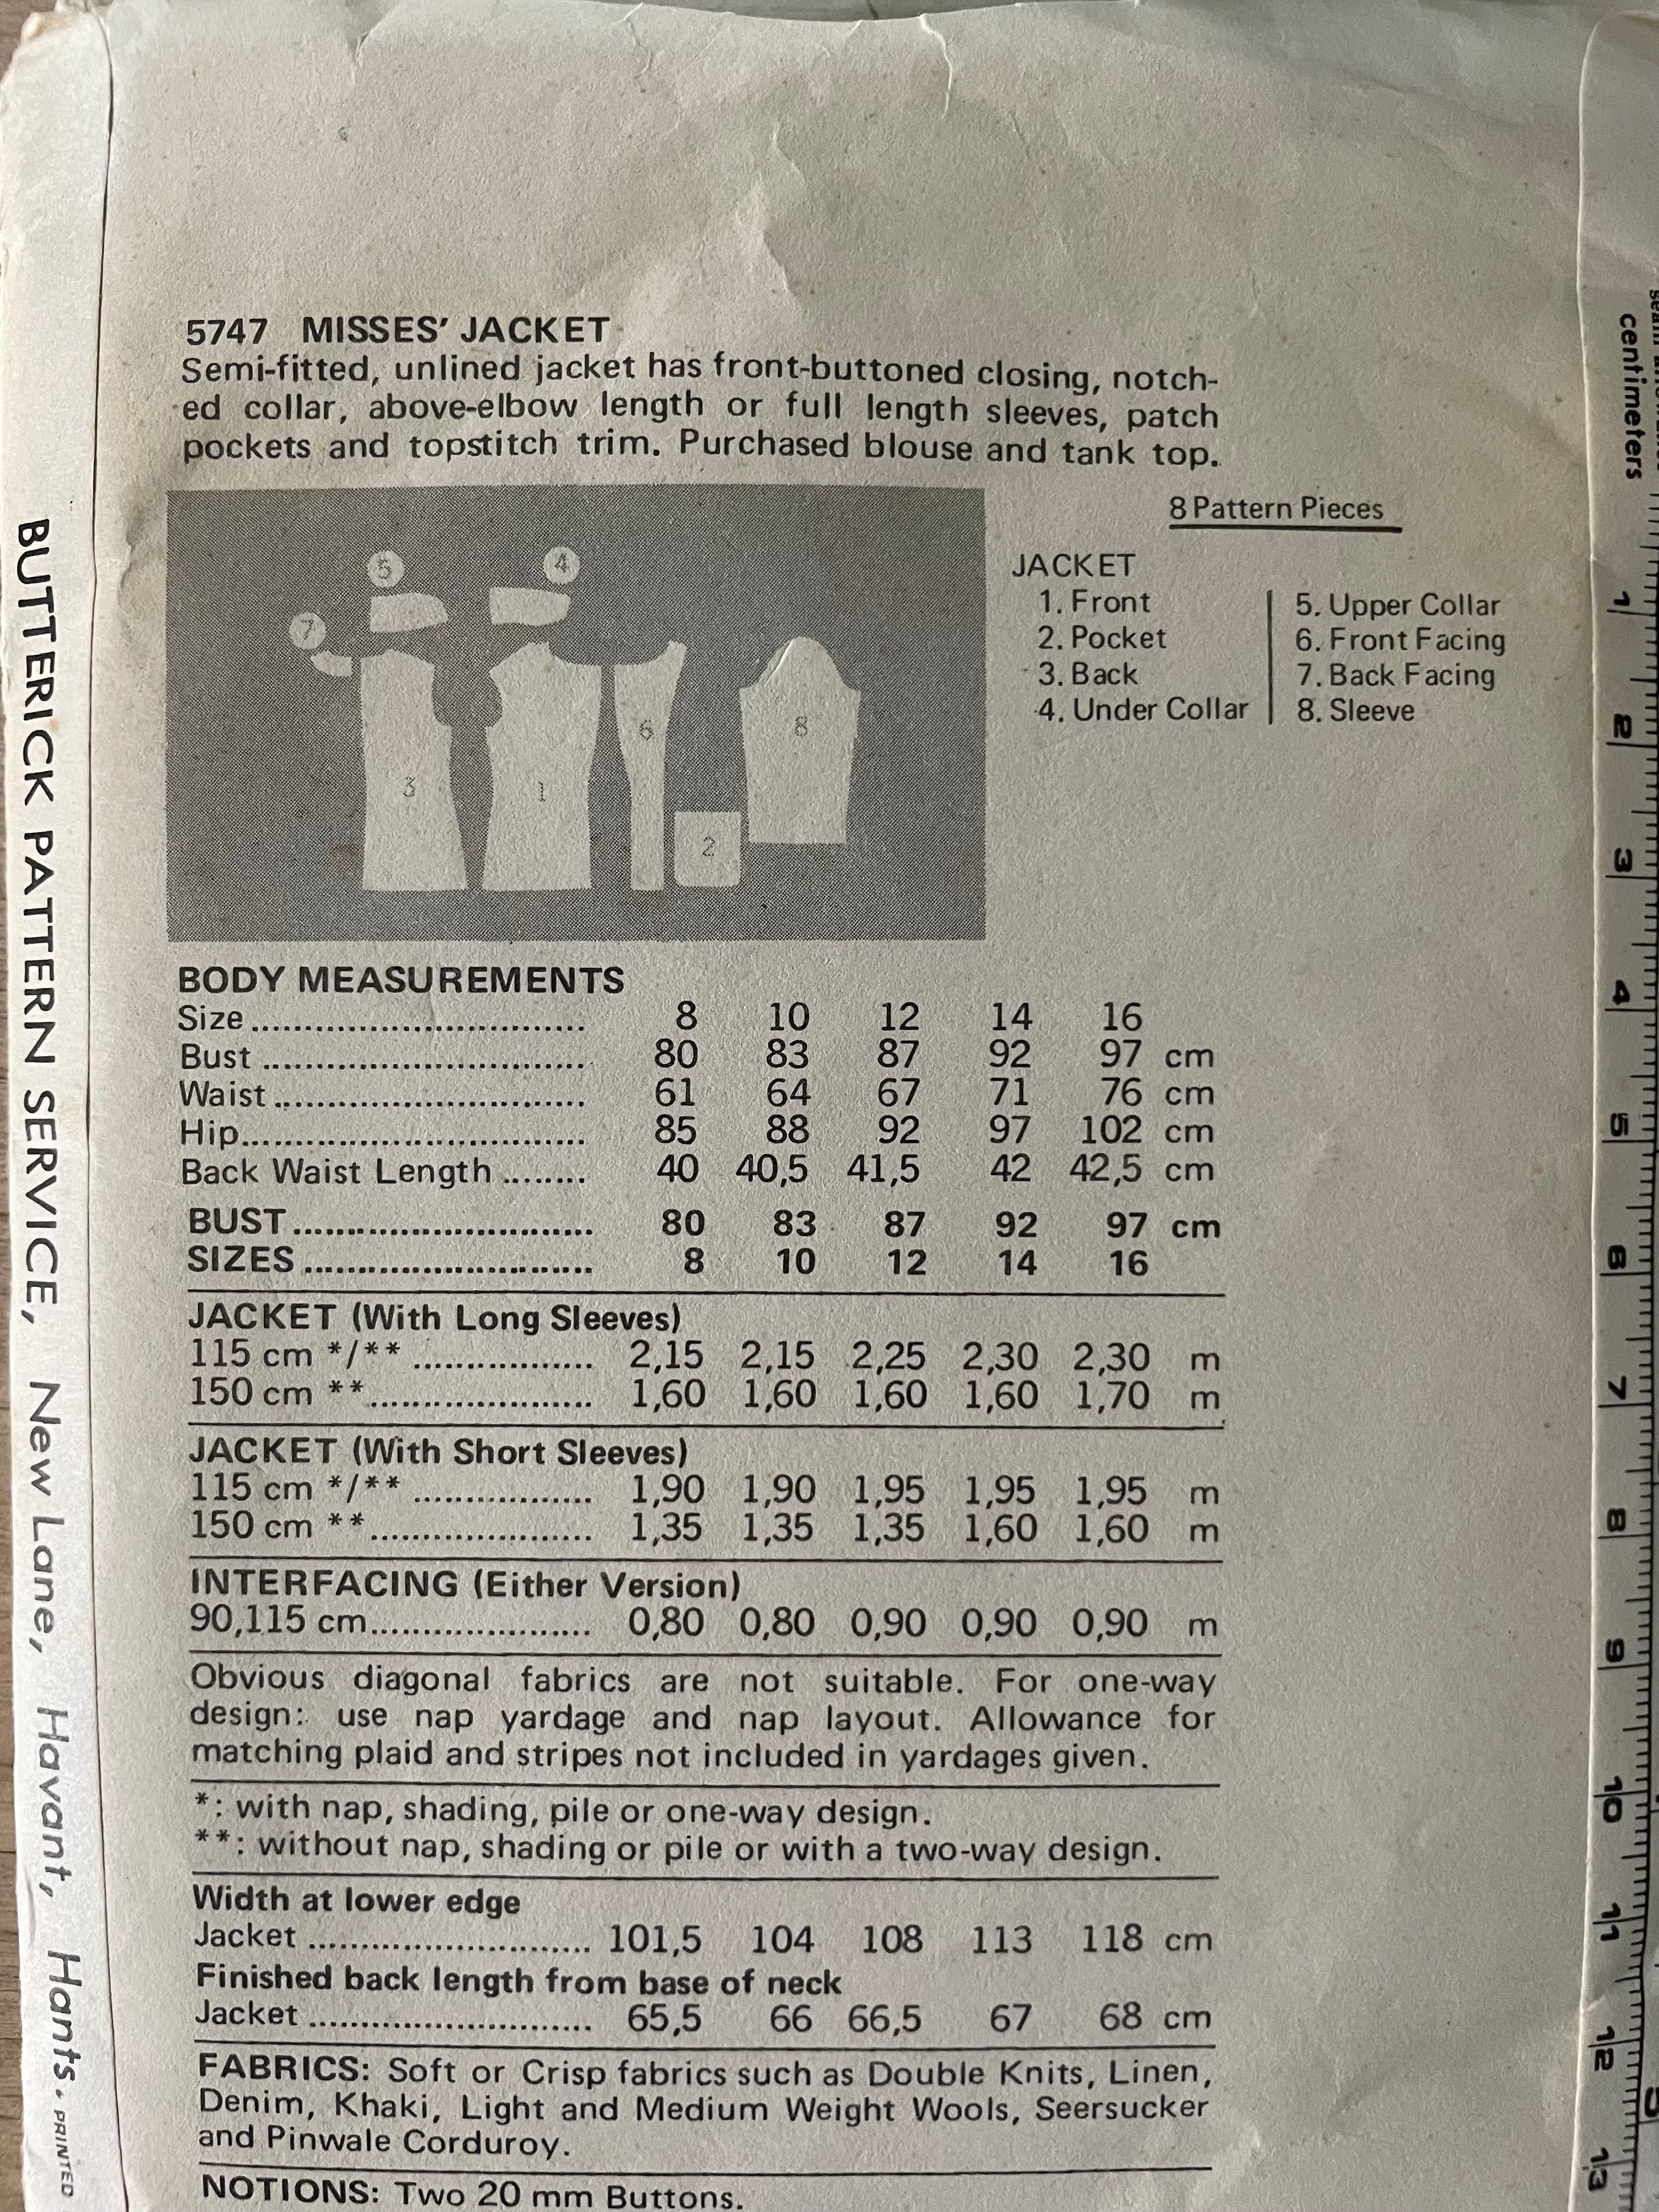 5747 MISSES' JACKET
Semi-fitted, unlined jacket has front-buttoned closing, notch-
ed collar, above-elbow length or full length sleeves, patch
pockets and topstitch trim. Purchased blouse and tank top.
5
4
7
3
1
6
2
8
8 Pattern Pieces
JACKET
1. Front
2. Pocket
3. Back
4. Under Collar
5. Upper Collar
6. Front Facing
7. Back Facing
8. Sleeve
BODY MEASUREMENTS
Size 8 10 12 14 16
Bust 80 83 87 92 97 cm
Waist 61 64 67 71 76 cm
Hip 85 88 92 97 102 cm
Back Waist Length 40 40,5 41,5 42 42,5 cm
BUST 80 83 87 92 97 cm
SIZES 8 10 12 14 16
JACKET (With Long Sleeves)
115 cm */** 2,15 2,15 2,25 2,30 2,30 m
150 cm ** 1,60 1,60 1,60 1,60 1,70 m
JACKET (With Short Sleeves)
115 cm */** 1,90 1,90 1,95 1,95 1,95 m
150 cm ** 1,35 1,35 1,35 1,60 1,60 m
INTERFACING (Either Version)
90,115 cm 0,80 0,80 0,90 0,90 0,90 m
Obvious diagonal fabrics are not suitable. For one-way
design: use nap yardage and nap layout. Allowance for
matching plaid and stripes not included in yardages given.
*: with nap, shading, pile or one-way design.
**: without nap, shading or pile or with a two-way design.
Width at lower edge
Jacket 101,5 104 108 113 118 cm
Finished back length from base of neck
Jacket 65,5 66 66,5 67 68 cm
FABRICS: Soft or Crisp fabrics such as Double Knits, Linen,
Denim, Khaki, Light and Medium Weight Wools, Seersucker
and Pinwale Corduroy.
NOTIONS: Two 20 mm Buttons.
BUTTERICK PATTERN SERVICE, New Lane, Havant, Hants. PRINTED
centimeters
1
2
3
4
5
6
7
8
9
10
11
12
13
5